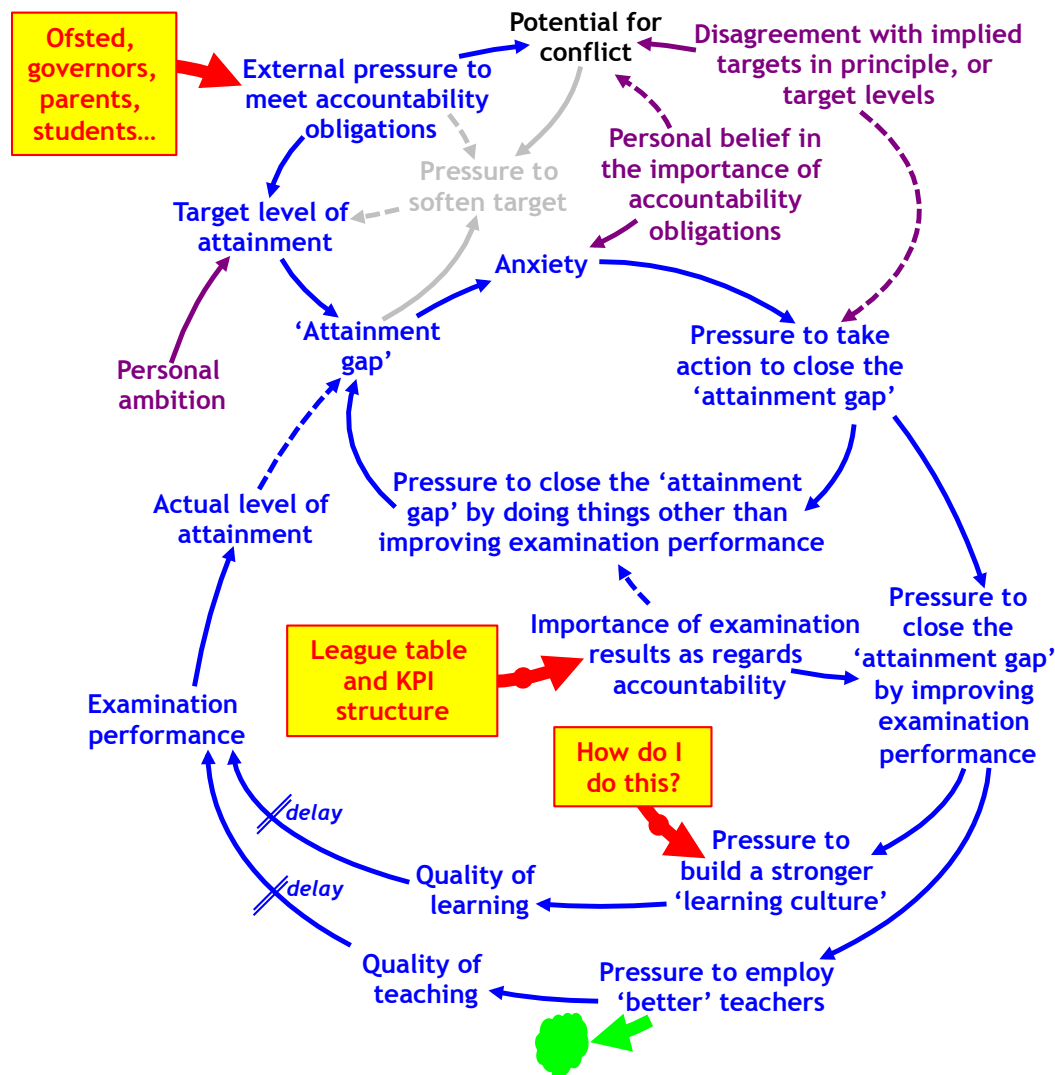 Ofsted,
governors,
parents,
students…
Potential for
conflict
Disagreement with implied
targets in principle, or
target levels
External pressure to
meet accountability
obligations
Personal belief in
the importance of
accountability
obligations
Pressure to
soften target
Target level of
attainment
Anxiety
‘Attainment
gap’
Pressure to take
action to close the
‘attainment gap’
Personal
ambition
Actual level of
attainment
Pressure to close the ‘attainment
gap’ by doing things other than
improving examination performance
Pressure to
close the
‘attainment gap’
by improving
examination
performance
Importance of examination
results as regards
accountability
League table
and KPI
structure
Examination
performance
How do I
do this?
delay
Pressure to
build a stronger
‘learning culture’
Quality of
learning
delay
Quality of
teaching
Pressure to employ
‘better’ teachers